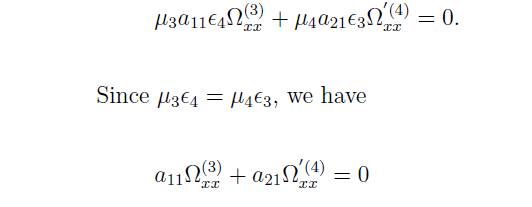 μ₃a₁₁ϵ₄Ω⁽³⁾ₓₓ + μ₄a₂₁ϵ₃Ω′⁽⁴⁾ₓₓ = 0.
Since μ₃ϵ₄ = μ₄ϵ₃, we have
a₁₁Ω⁽³⁾ₓₓ + a₂₁Ω′⁽⁴⁾ₓₓ = 0